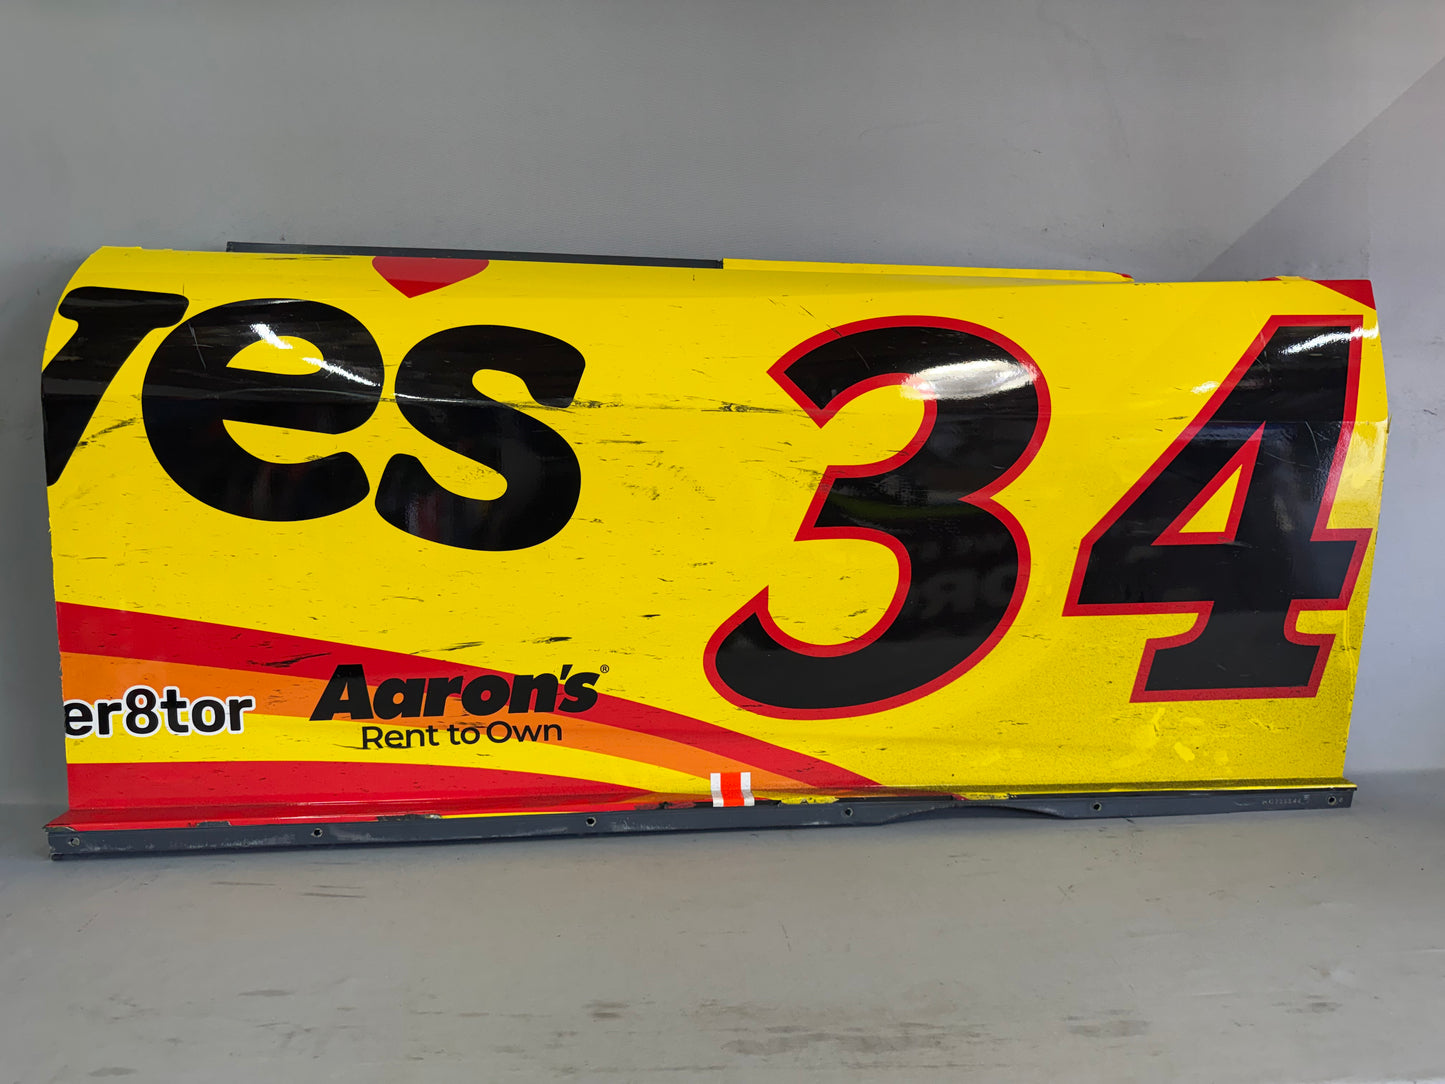 ves
34
er8tor
Aaron's®
Rent to Own